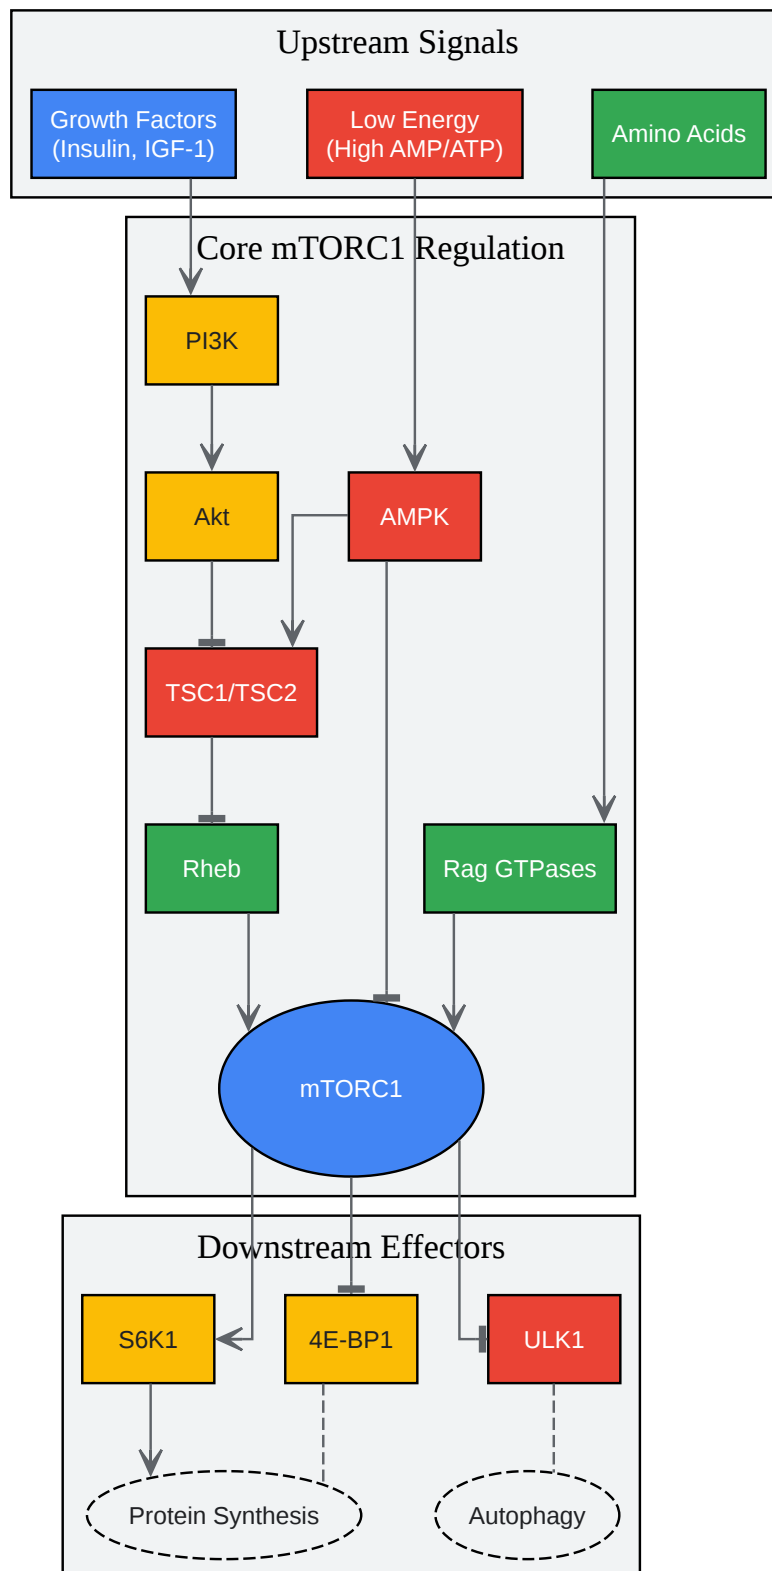 Upstream Signals
Growth Factors
(Insulin, IGF-1)
Low Energy
(High AMP/ATP)
Amino Acids
Core mTORC1 Regulation
PI3K
Akt
AMPK
TSC1/TSC2
Rheb
Rag GTPases
mTORC1
Downstream Effectors
S6K1
4E-BP1
ULK1
Protein Synthesis
Autophagy